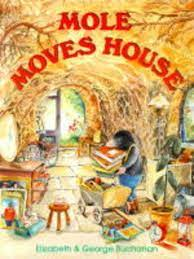 MOLE
MOVES HOUSE
Elizabeth & George Buchanan